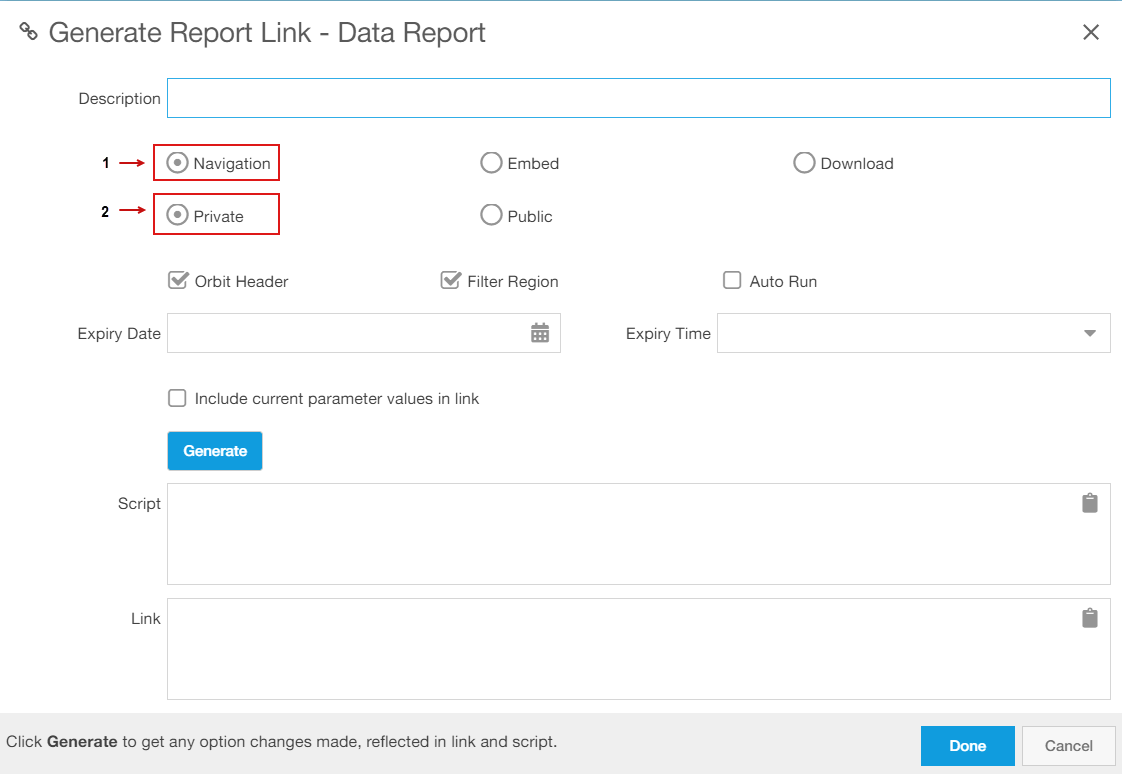 Generate Report Link - Data Report
Description
1 Navigation Embed Download
2 Private Public
Orbit Header Filter Region Auto Run
Expiry Date Expiry Time
Include current parameter values in link
Generate
Script
Link
Click Generate to get any option changes made, reflected in link and script.
Done Cancel